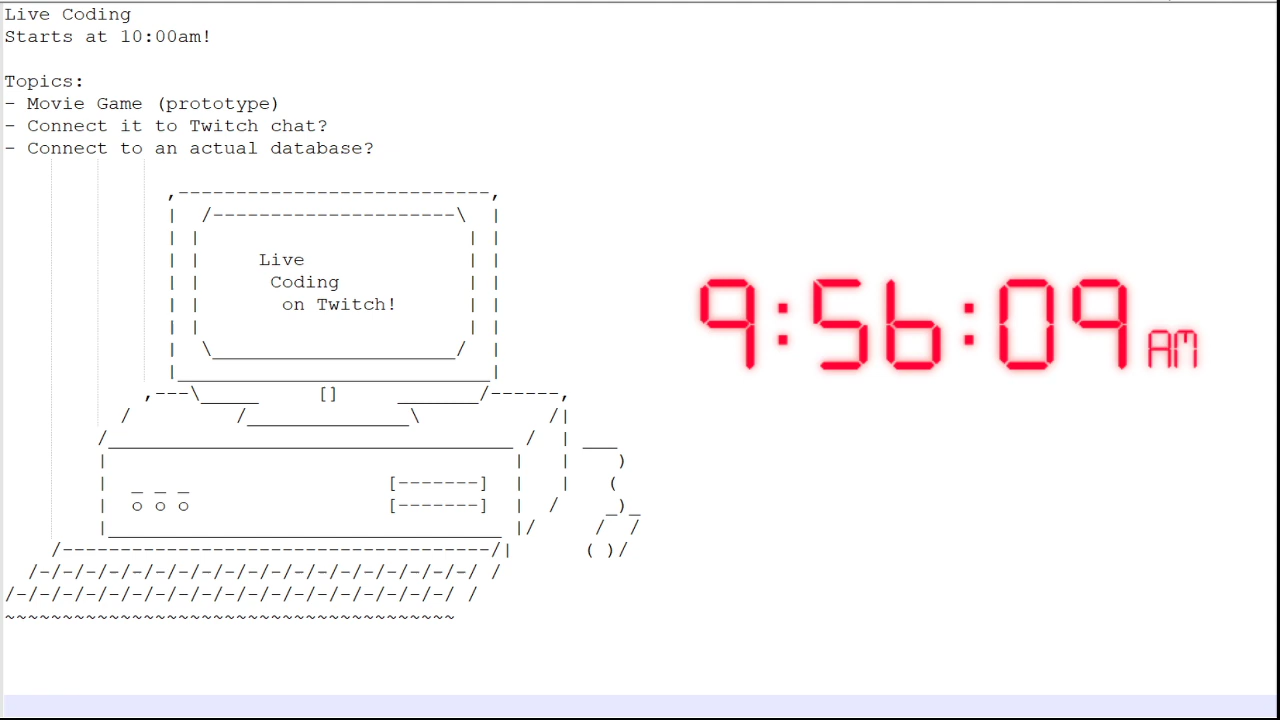 Live Coding
Starts at 10:00am!
Topics:
- Movie Game (prototype)
- Connect it to Twitch chat?
- Connect to an actual database?
Live
Coding
on Twitch!
9:56:09 AM